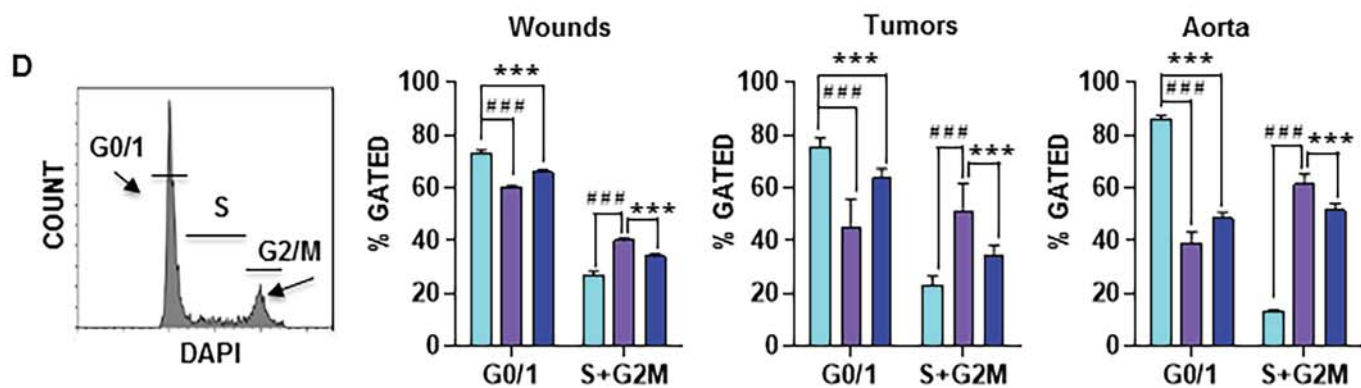 D
G0/1
S
G2/M
COUNT
DAPI
Wounds
% GATED
100
80
60
40
20
0
***
###
###
***
G0/1
S+G2M
Tumors
% GATED
100
80
60
40
20
0
***
###
###
***
G0/1
S+G2M
Aorta
% GATED
100
80
60
40
20
0
***
###
###
***
G0/1
S+G2M